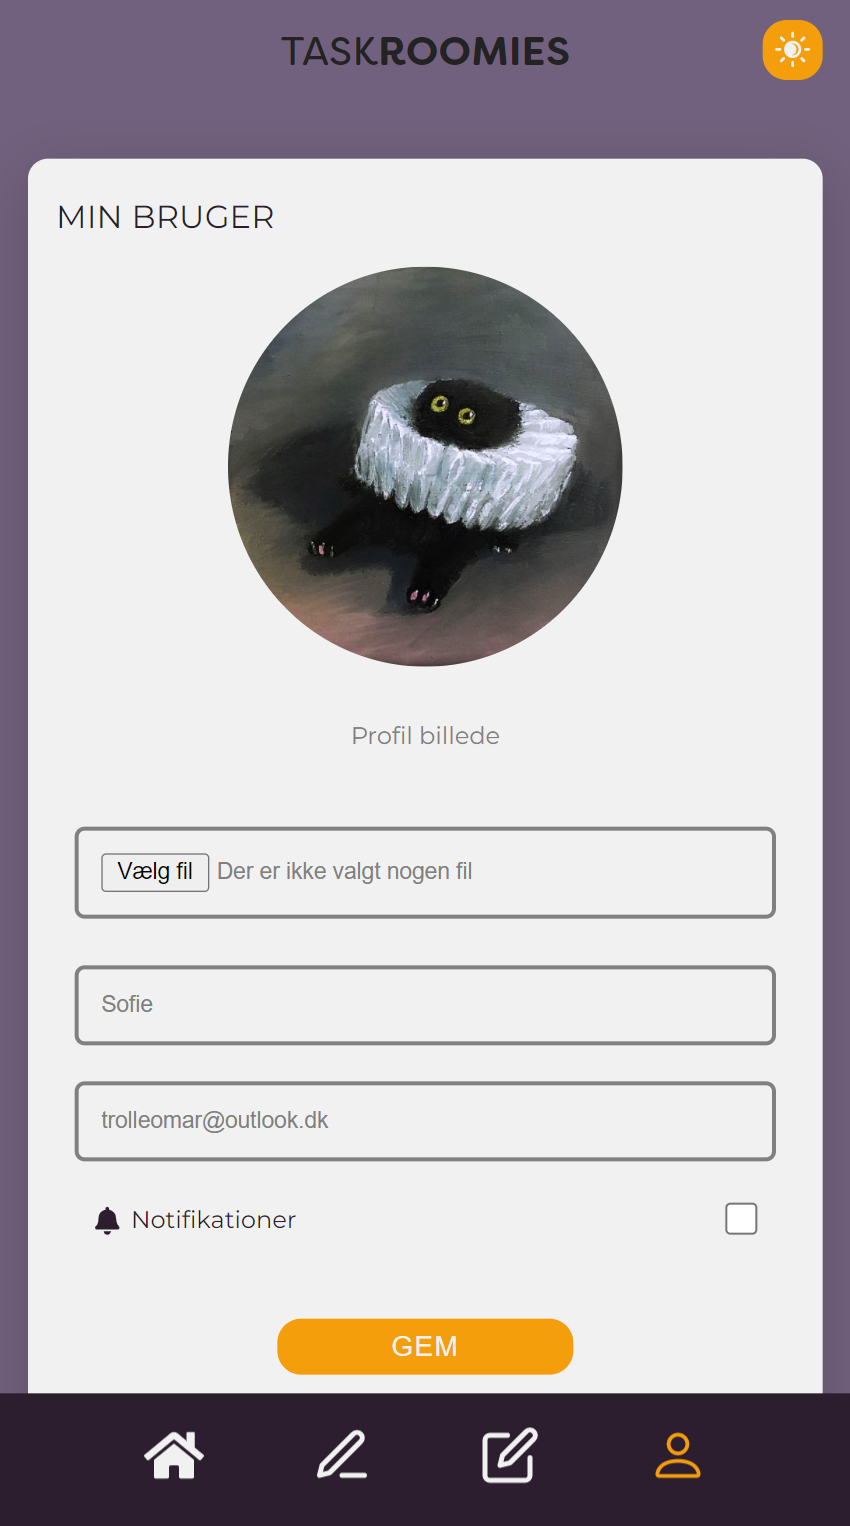 TASKROOMIES
MIN BRUGER
Profil billede
Vælg fil Der er ikke valgt nogen fil
Sofie
trolleomar@outlook.dk
Notifikationer
GEM